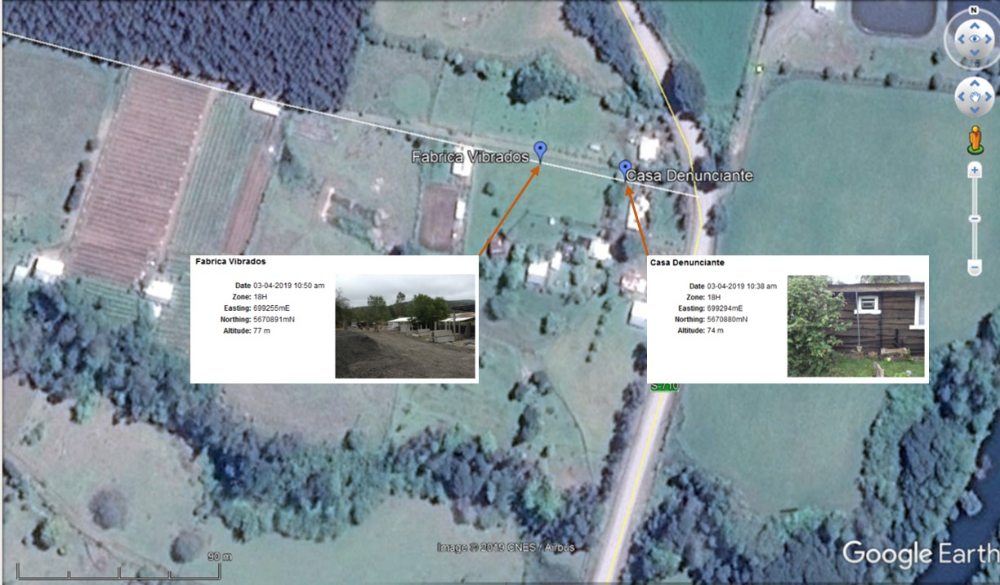 N
Fabrica Vibrados
Casa Denunciante
Fabrica Vibrados
Date 03-04-2019 10:50 am
Zone: 18H
Easting: 699255mE
Northing: 5670891mN
Altitude: 77 m
Casa Denunciante
Date 03-04-2019 10:38 am
Zone: 18H
Easting: 699294mE
Northing: 5670880mN
Altitude: 74 m
S-710
Image © 2019 CNES / Airbus
90 m
Google Earth